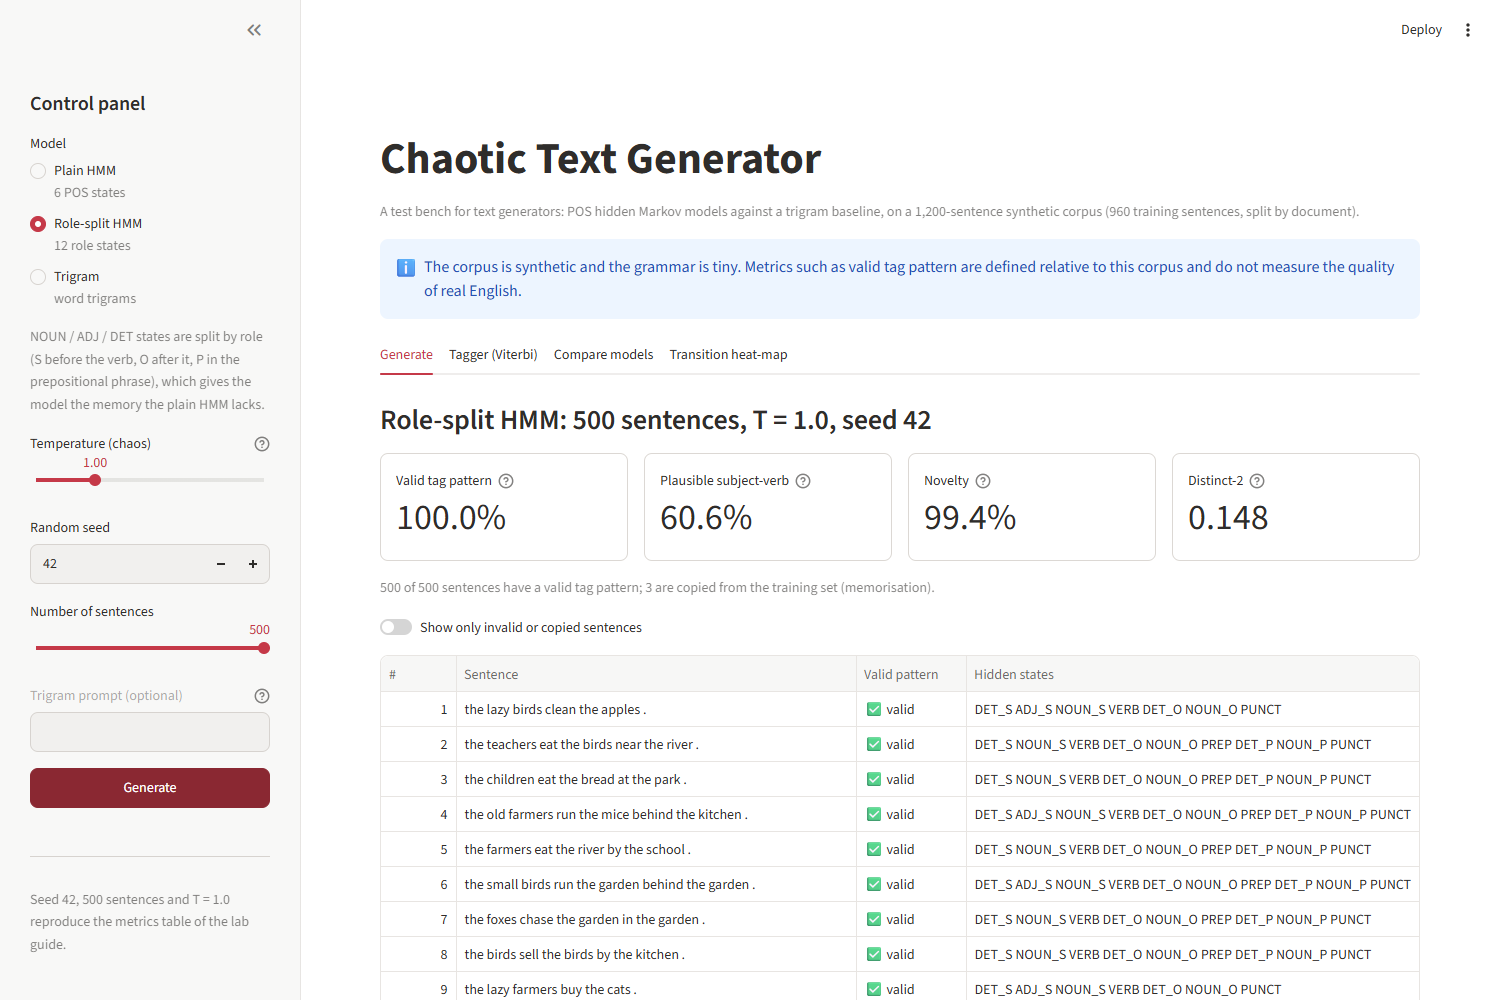 Deploy
Control panel
Model
Plain HMM
6 POS states
Role-split HMM
12 role states
Trigram
word trigrams
NOUN / ADJ / DET states are split by role
(S before the verb, O after it, P in the
prepositional phrase), which gives the
model the memory the plain HMM lacks.
Temperature (chaos)
1.00
Random seed
42
Number of sentences
500
Trigram prompt (optional)
Generate
Seed 42, 500 sentences and T = 1.0
reproduce the metrics table of the lab
guide.
Chaotic Text Generator
A test bench for text generators: POS hidden Markov models against a trigram baseline, on a 1,200-sentence synthetic corpus (960 training sentences, split by document).
The corpus is synthetic and the grammar is tiny. Metrics such as valid tag pattern are defined relative to this corpus and do not measure the quality
of real English.
Generate Tagger (Viterbi) Compare models Transition heat-map
Role-split HMM: 500 sentences, T = 1.0, seed 42
Valid tag pattern Plausible subject-verb Novelty Distinct-2
100.0% 60.6% 99.4% 0.148
500 of 500 sentences have a valid tag pattern; 3 are copied from the training set (memorisation).
Show only invalid or copied sentences
# Sentence Valid pattern Hidden states
1 the lazy birds clean the apples . ✅ valid DET_S ADJ_S NOUN_S VERB DET_O NOUN_O PUNCT
2 the teachers eat the birds near the river . ✅ valid DET_S NOUN_S VERB DET_O NOUN_O PREP DET_P NOUN_P PUNCT
3 the children eat the bread at the park . ✅ valid DET_S NOUN_S VERB DET_O NOUN_O PREP DET_P NOUN_P PUNCT
4 the old farmers run the mice behind the kitchen . ✅ valid DET_S ADJ_S NOUN_S VERB DET_O NOUN_O PREP DET_P NOUN_P PUNCT
5 the farmers eat the river by the school . ✅ valid DET_S NOUN_S VERB DET_O NOUN_O PREP DET_P NOUN_P PUNCT
6 the small birds run the garden behind the garden . ✅ valid DET_S ADJ_S NOUN_S VERB DET_O NOUN_O PREP DET_P NOUN_P PUNCT
7 the foxes chase the garden in the garden . ✅ valid DET_S NOUN_S VERB DET_O NOUN_O PREP DET_P NOUN_P PUNCT
8 the birds sell the birds by the kitchen . ✅ valid DET_S NOUN_S VERB DET_O NOUN_O PREP DET_P NOUN_P PUNCT
9 the lazy farmers buy the cats . ✅ valid DET_S ADJ_S NOUN_S VERB DET_O NOUN_O PUNCT